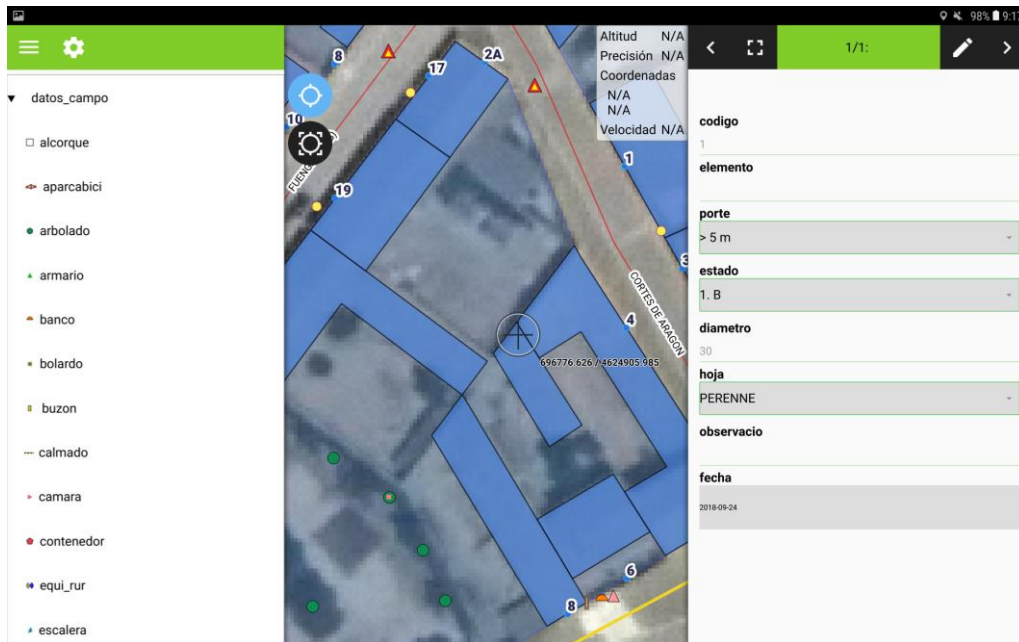 98% 9:17
datos_campo
alcorque
aparcabici
arbolado
armario
banco
bolardo
buzon
calmado
camara
contenedor
equi_rur
escalera
8
17
2A
10
19
1
3
4
CORTES DE ARAGON
696776.626 / 4624905.985
6
8
Altitud N/A
Precisión N/A
Coordenadas
N/A
N/A
Velocidad N/A
1/1:
codigo
1
elemento
porte
> 5 m
estado
1. B
diametro
30
hoja
PERENNE
observacio
fecha
2018-09-24